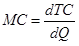 MC = dTC/dQ